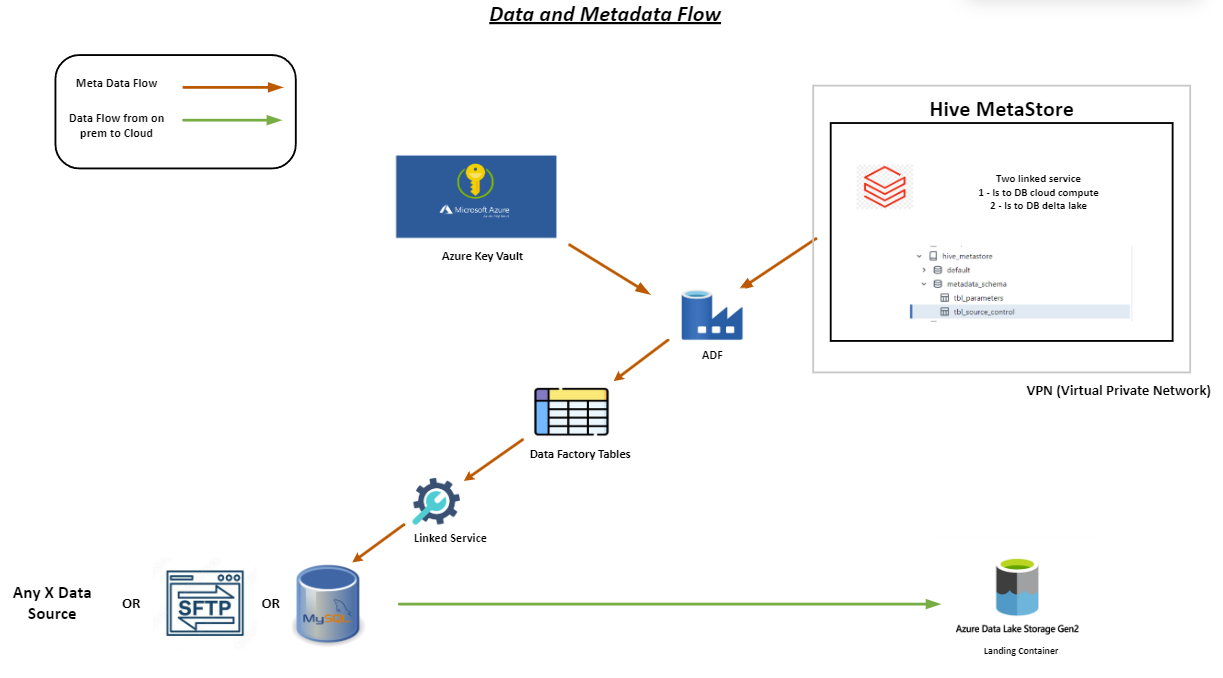 Data and Metadata Flow
Meta Data Flow
Data Flow from on
prem to Cloud
Hive MetaStore
Two linked service
1 - ls to DB cloud compute
2 - ls to DB delta lake
Microsoft Azure
Azure Key Vault
hive_metastore
default
metadata_schema
tbl_parameters
tbl_source_control
ADF
VPN (Virtual Private Network)
Data Factory Tables
Linked Service
Any X Data
Source
OR
SFTP
OR
MySQL
Azure Data Lake Storage Gen2
Landing Container